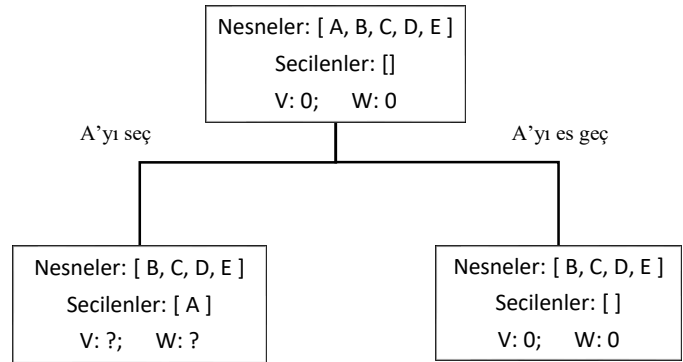 Nesneler: [ A, B, C, D, E ]
Secilenler: []
V: 0; W: 0
A’yı seç
A’yı es geç
Nesneler: [ B, C, D, E ]
Secilenler: [ A ]
V: ?; W: ?
Nesneler: [ B, C, D, E ]
Secilenler: [ ]
V: 0; W: 0